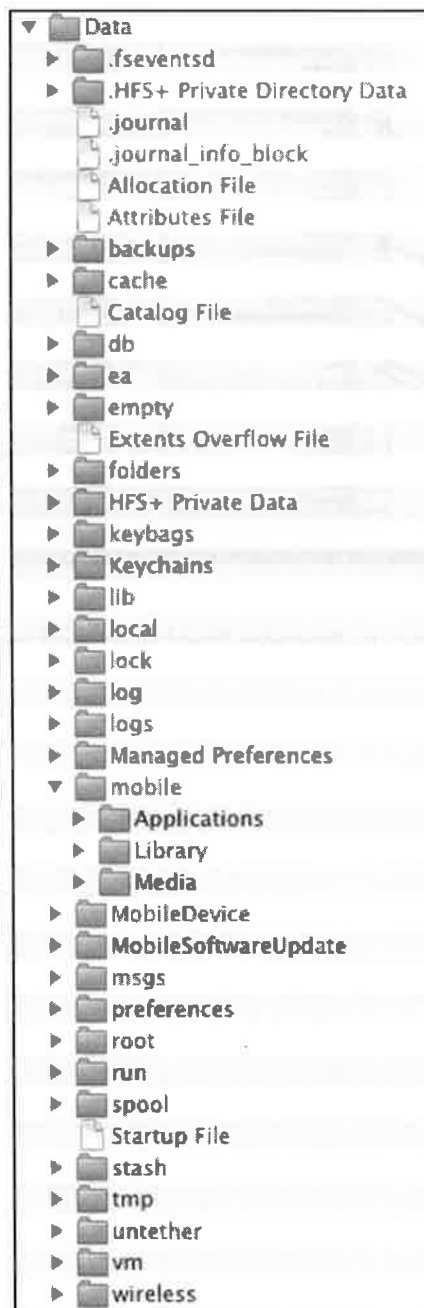 Data
.fseventsd
.HFS+ Private Directory Data
.journal
.journal_info_block
Allocation File
Attributes File
backups
cache
Catalog File
db
ea
empty
Extents Overflow File
folders
HFS+ Private Data
keybags
Keychains
lib
local
lock
log
logs
Managed Preferences
mobile
Applications
Library
Media
MobileDevice
MobileSoftwareUpdate
msgs
preferences
root
run
spool
Startup File
stash
tmp
untether
vm
wireless